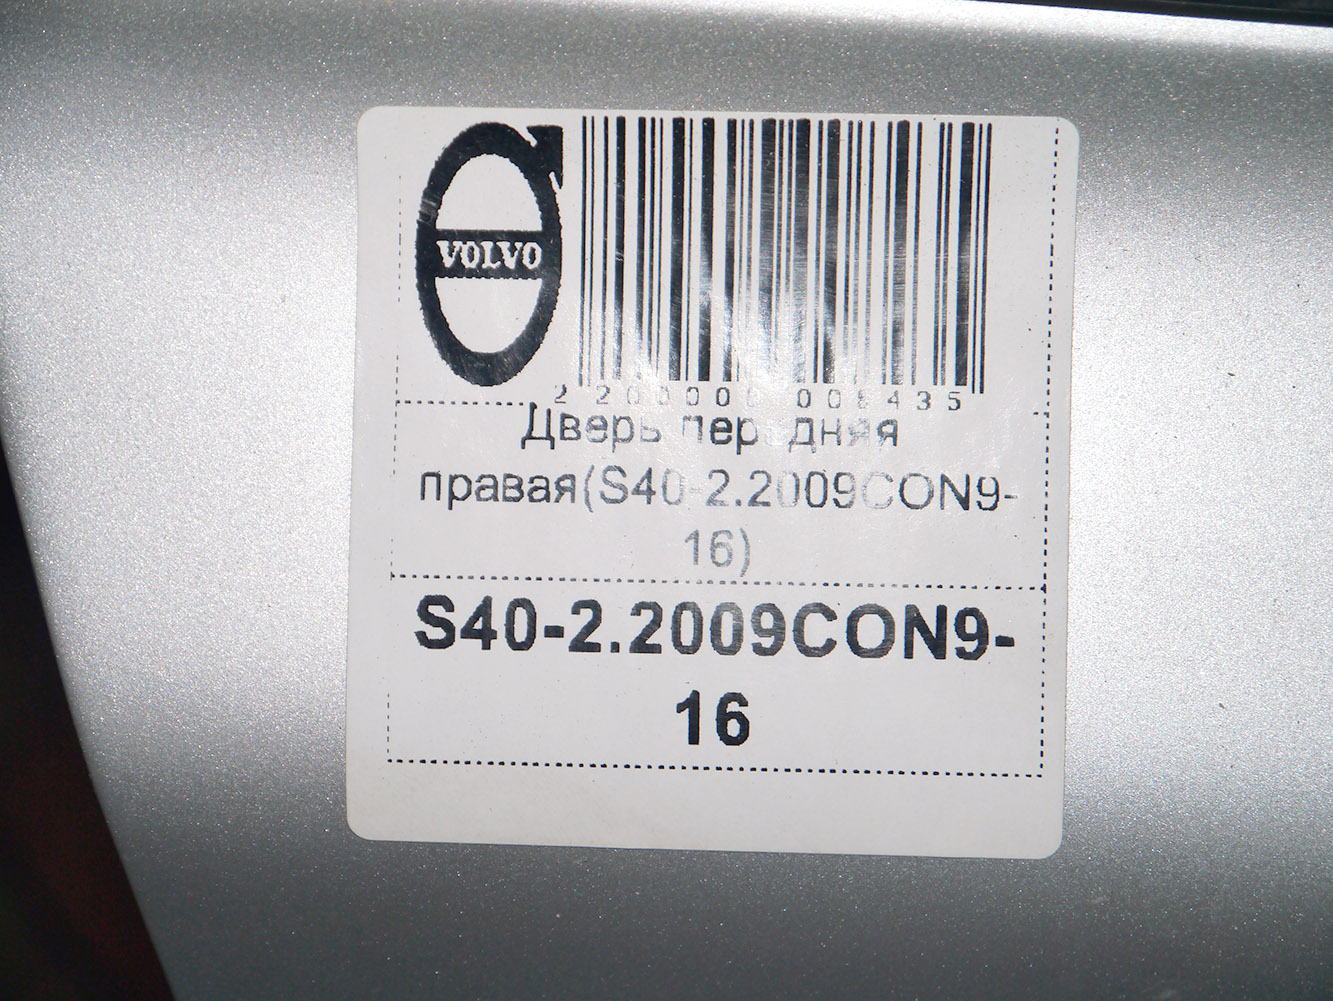 VOLVO
2 200000 008435
Дверь передняя
правая(S40-2.2009CON9-
16)
S40-2.2009CON9-
16